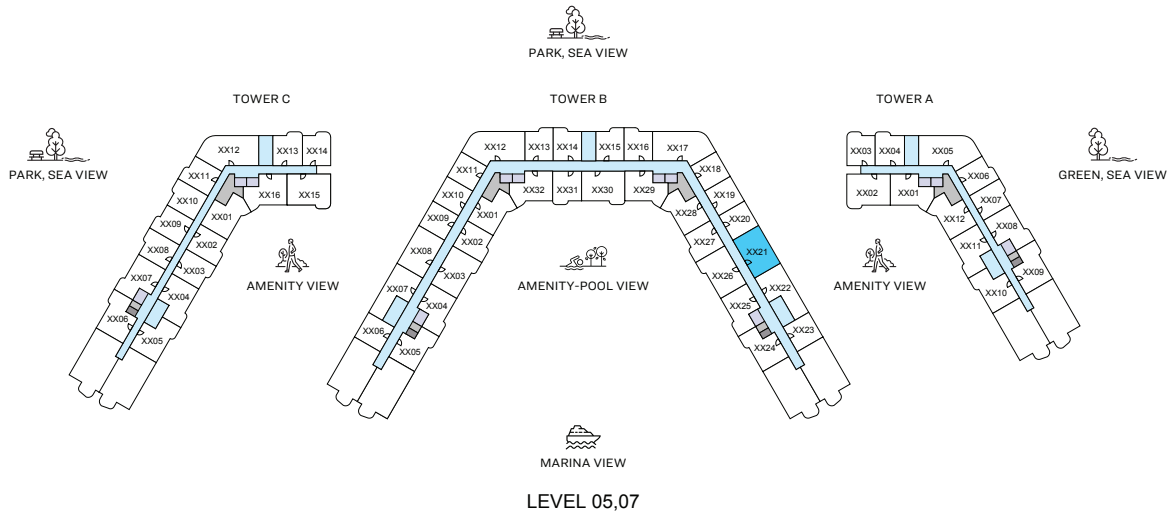 PARK, SEA VIEW
TOWER C
TOWER B
TOWER A
PARK, SEA VIEW
GREEN, SEA VIEW
XX12
XX13
XX14
XX11
XX10
XX01
XX16
XX15
XX09
XX02
XX08
XX03
XX07
XX04
XX06
XX05
XX12
XX13
XX14
XX15
XX16
XX17
XX11
XX18
XX10
XX01
XX32
XX31
XX30
XX29
XX28
XX19
XX09
XX02
XX27
XX20
XX08
XX03
XX26
XX21
XX07
XX04
XX25
XX22
XX06
XX05
XX24
XX23
XX03
XX04
XX05
XX02
XX01
XX06
XX12
XX07
XX11
XX08
XX10
XX09
AMENITY VIEW
AMENITY-POOL VIEW
AMENITY VIEW
MARINA VIEW
LEVEL 05,07